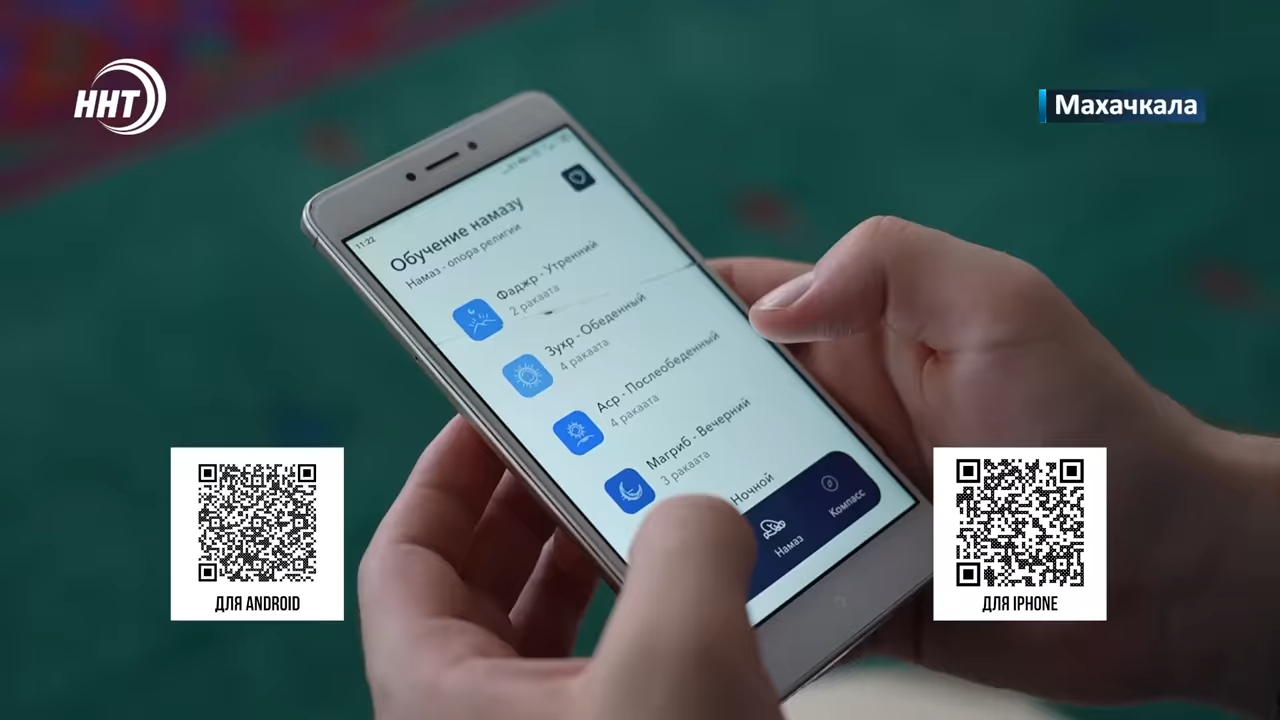 ННТ
Махачкала
11:22
Обучение намазу
Намаз - опора религии
Фаджр - Утренний
2 ракаата
Зухр - Обеденный
4 ракаата
Аср - Послеобеденный
4 ракаата
Магриб - Вечерний
3 ракаата
Ночной
Намаз
Компасс
ДЛЯ ANDROID
ДЛЯ IPHONE